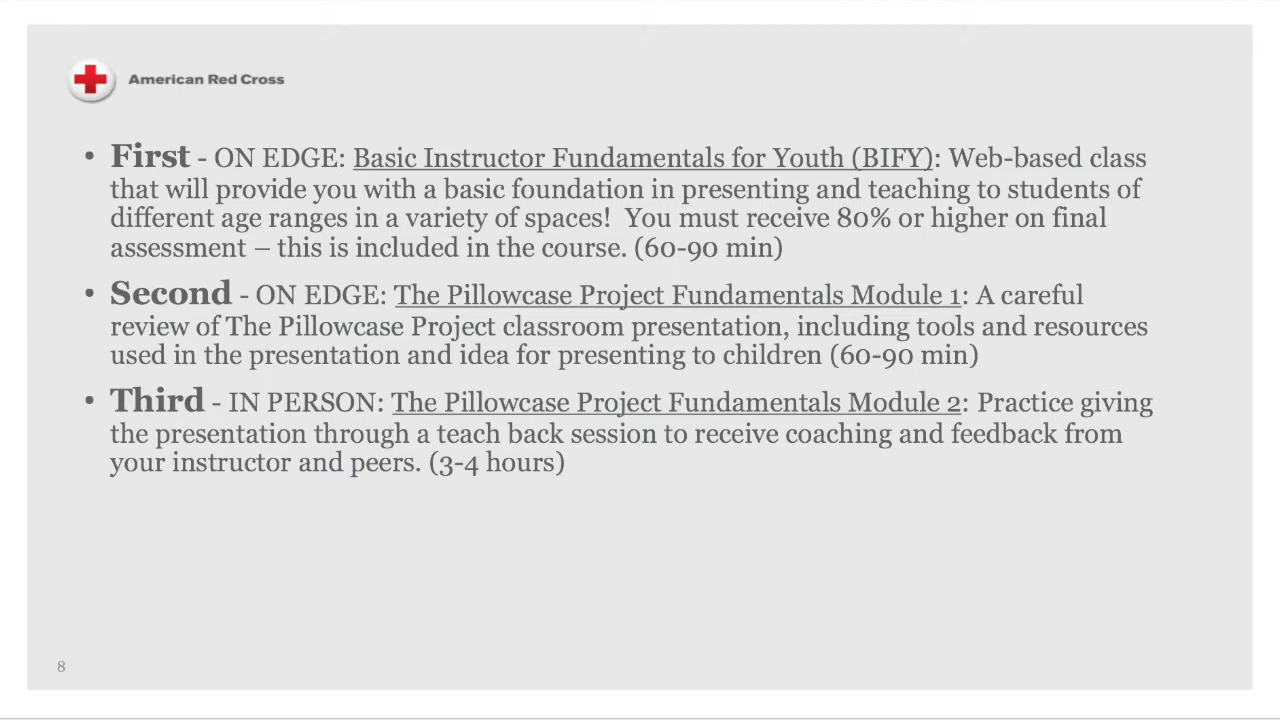 American Red Cross
• First - ON EDGE: Basic Instructor Fundamentals for Youth (BIFY): Web-based class
that will provide you with a basic foundation in presenting and teaching to students of
different age ranges in a variety of spaces!  You must receive 80% or higher on final
assessment – this is included in the course. (60-90 min)
• Second - ON EDGE: The Pillowcase Project Fundamentals Module 1: A careful
review of The Pillowcase Project classroom presentation, including tools and resources
used in the presentation and idea for presenting to children (60-90 min)
• Third - IN PERSON: The Pillowcase Project Fundamentals Module 2: Practice giving
the presentation through a teach back session to receive coaching and feedback from
your instructor and peers. (3-4 hours)
8